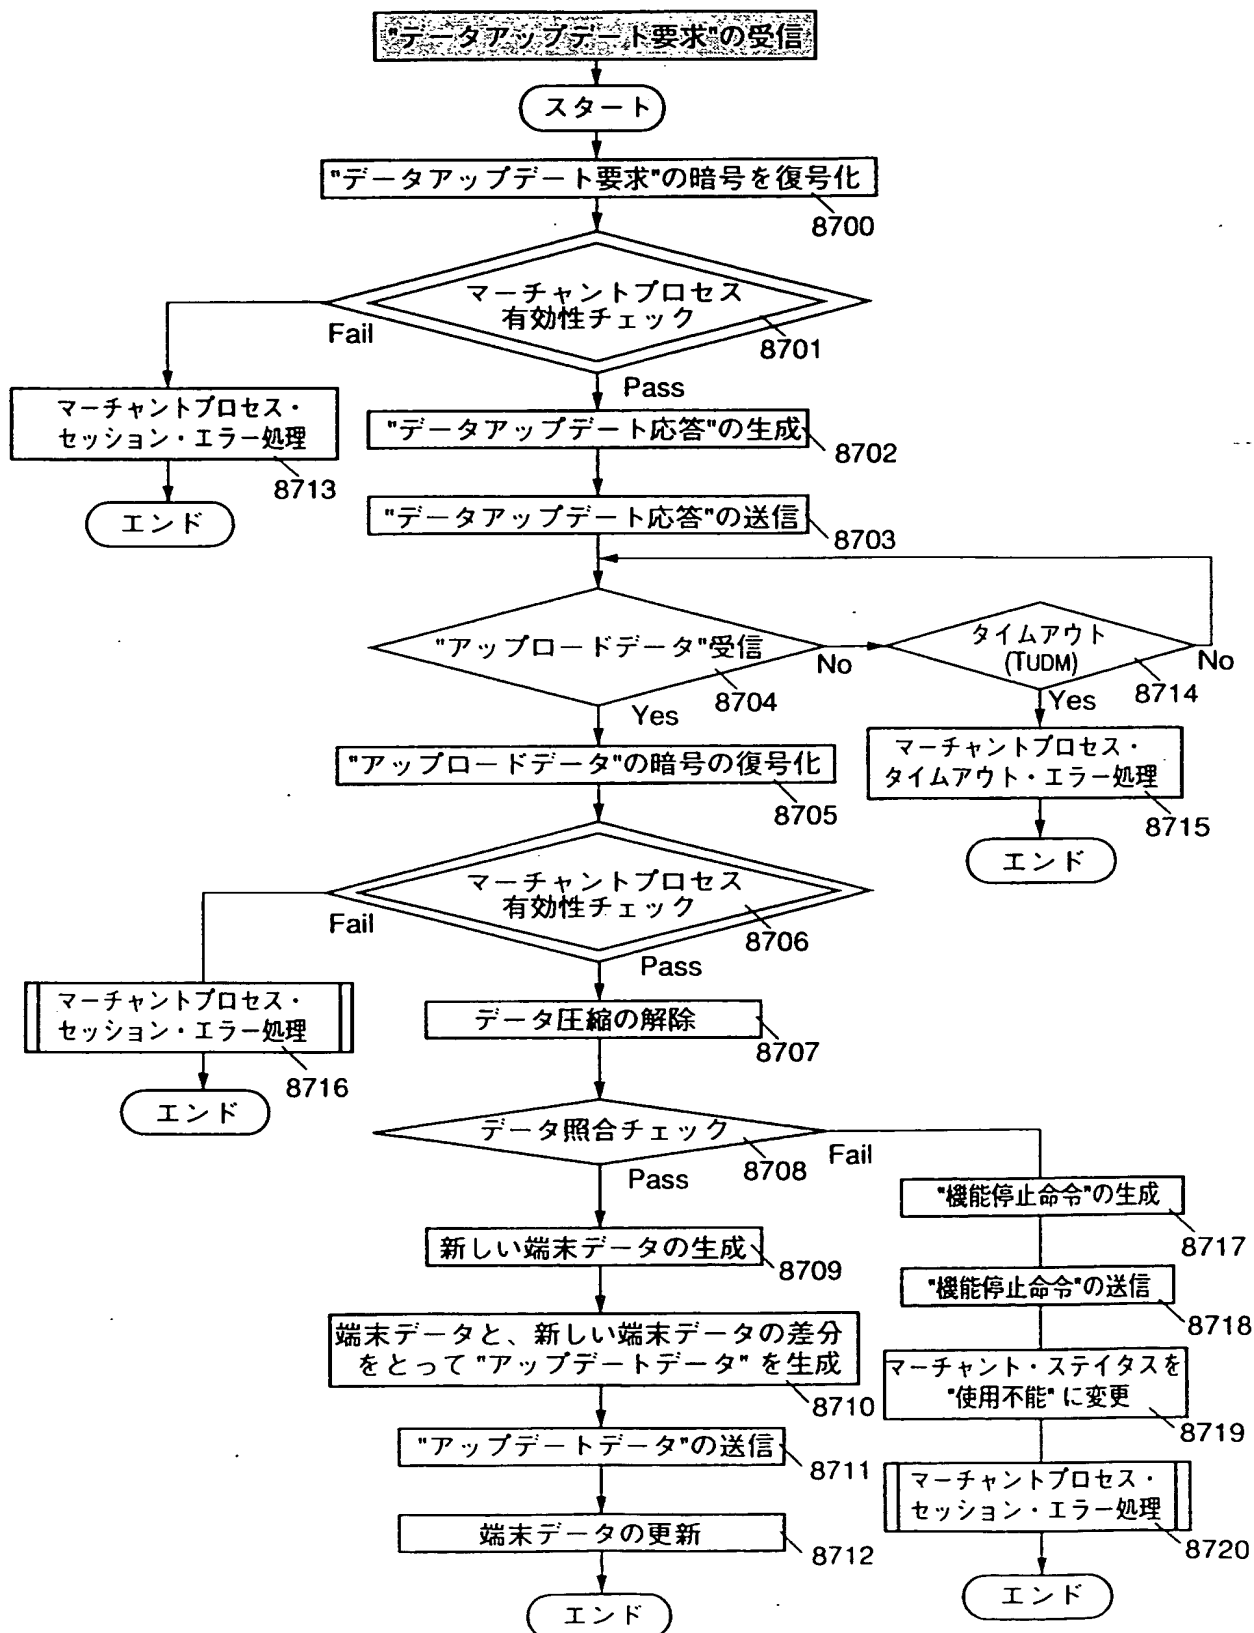 "データアップデート要求"の受信
スタート
"データアップデート要求"の暗号を復号化
8700
マーチャントプロセス
有効性チェック
8701
Fail
Pass
マーチャントプロセス・
セッション・エラー処理
8713
エンド
"データアップデート応答"の生成
8702
"データアップデート応答"の送信
8703
"アップロードデータ"受信
8704
No
Yes
タイムアウト
(TUDM)
8714
No
Yes
マーチャントプロセス・
タイムアウト・エラー処理
8715
エンド
"アップロードデータ"の暗号の復号化
8705
マーチャントプロセス
有効性チェック
8706
Fail
Pass
マーチャントプロセス・
セッション・エラー処理
8716
エンド
データ圧縮の解除
8707
データ照合チェック
8708
Fail
Pass
新しい端末データの生成
8709
端末データと、新しい端末データの差分
をとって"アップデートデータ"を生成
8710
"アップデートデータ"の送信
8711
端末データの更新
8712
エンド
"機能停止命令"の生成
8717
"機能停止命令"の送信
8718
マーチャント・ステイタスを
"使用不能"に変更
8719
マーチャントプロセス・
セッション・エラー処理
8720
エンド